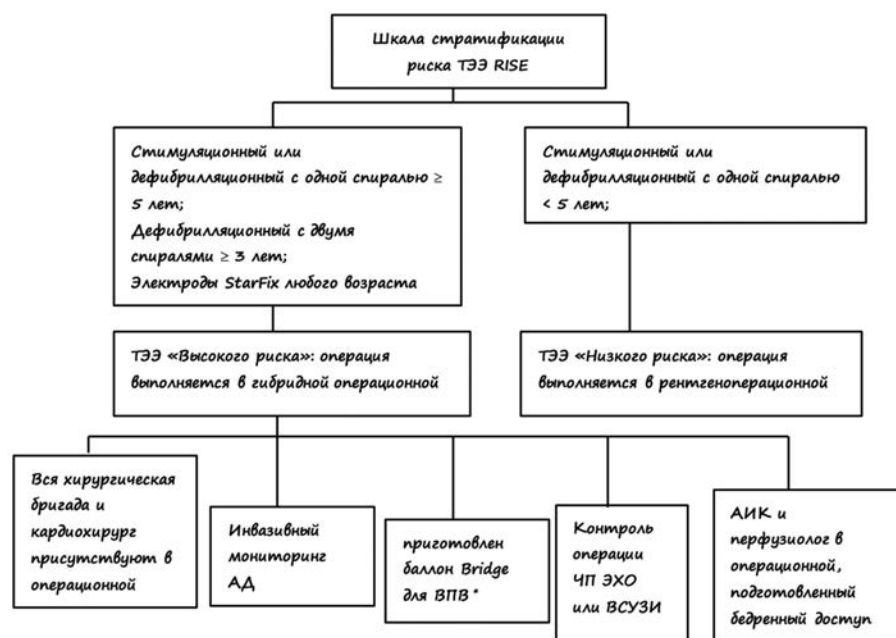 Шкала стратификации
риска ТЭЭ RISE
Стимуляционный или
дефибрилляционный с одной спиралью ≥
5 лет;
Дефибрилляционный с двумя
спиралями ≥ 3 лет;
Электроды StarFix любого возраста
Стимуляционный или
дефибрилляционный с одной спиралью
< 5 лет;
ТЭЭ «Высокого риска»: операция
выполняется в гибридной операционной
ТЭЭ «Низкого риска»: операция
выполняется в рентгеноперационной
Вся хирургическая
бригада и
кардиохирург
присутствуют в
операционной
Инвазивный
мониторинг
АД
приготовлен
баллон Bridge
для ВПВ*
Контроль
операции
ЧП ЭХО
или ВСУЗИ
АИК и
перфузиолог в
операционной,
подготовленный
бедренный доступ